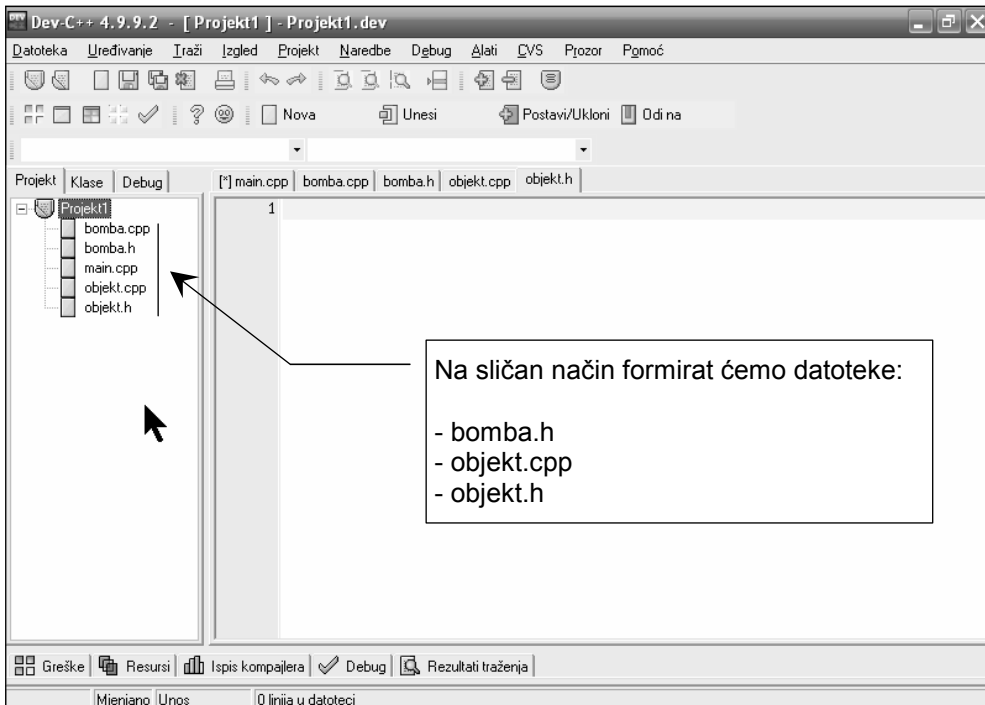 Dev-C++ 4.9.9.2 - [ Projekt1 ] - Projekt1.dev
Datoteka Uređivanje Traži Izgled Projekt Naredbe Debug Alati CVS Prozor Pomoć
Nova Unesi Postavi/Ukloni Odi na
Projekt Klase Debug [*] main.cpp bomba.cpp bomba.h objekt.cpp objekt.h
Projekt1 1
bomba.cpp
bomba.h
main.cpp
objekt.cpp
objekt.h
Na sličan način formirat ćemo datoteke:
- bomba.h
- objekt.cpp
- objekt.h
Greške Resursi Ispis kompajlera Debug Rezultati traženja
Mijenjano Unos 0 linija u datoteci